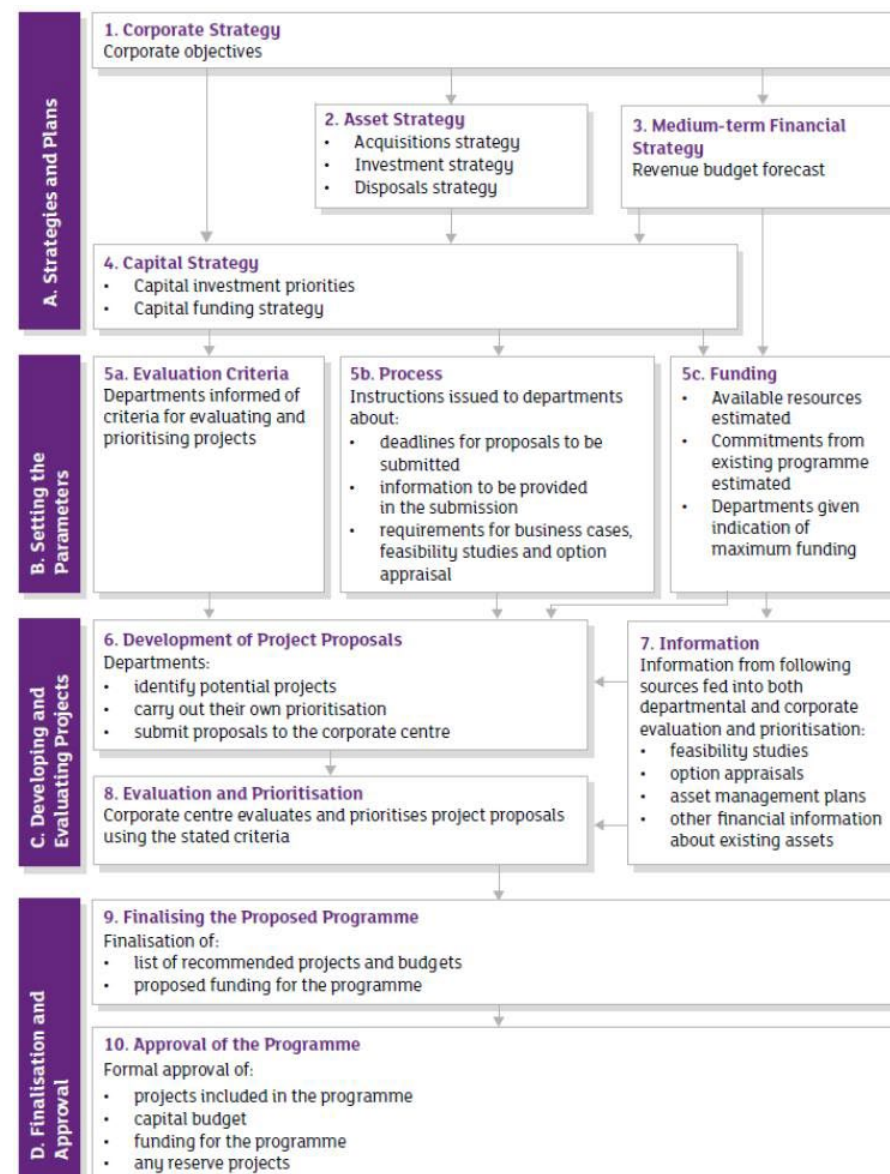 A. Strategies and Plans
1. Corporate Strategy
Corporate objectives
2. Asset Strategy
• Acquisitions strategy
• Investment strategy
• Disposals strategy
3. Medium-term Financial
Strategy
Revenue budget forecast
4. Capital Strategy
• Capital investment priorities
• Capital funding strategy
B. Setting the
Parameters
5a. Evaluation Criteria
Departments informed of
criteria for evaluating and
prioritising projects
5b. Process
Instructions issued to departments
about:
• deadlines for proposals to be
submitted
• information to be provided
in the submission
• requirements for business cases,
feasibility studies and option
appraisal
5c. Funding
• Available resources
estimated
• Commitments from
existing programme
estimated
• Departments given
indication of
maximum funding
C. Developing and
Evaluating Projects
6. Development of Project Proposals
Departments:
• identify potential projects
• carry out their own prioritisation
• submit proposals to the corporate centre
7. Information
Information from following
sources fed into both
departmental and corporate
evaluation and prioritisation:
• feasibility studies
• option appraisals
• asset management plans
• other financial information
about existing assets
8. Evaluation and Prioritisation
Corporate centre evaluates and prioritises project proposals
using the stated criteria
D. Finalisation and
Approval
9. Finalising the Proposed Programme
Finalisation of:
• list of recommended projects and budgets
• proposed funding for the programme
10. Approval of the Programme
Formal approval of:
• projects included in the programme
• capital budget
• funding for the programme
• any reserve projects